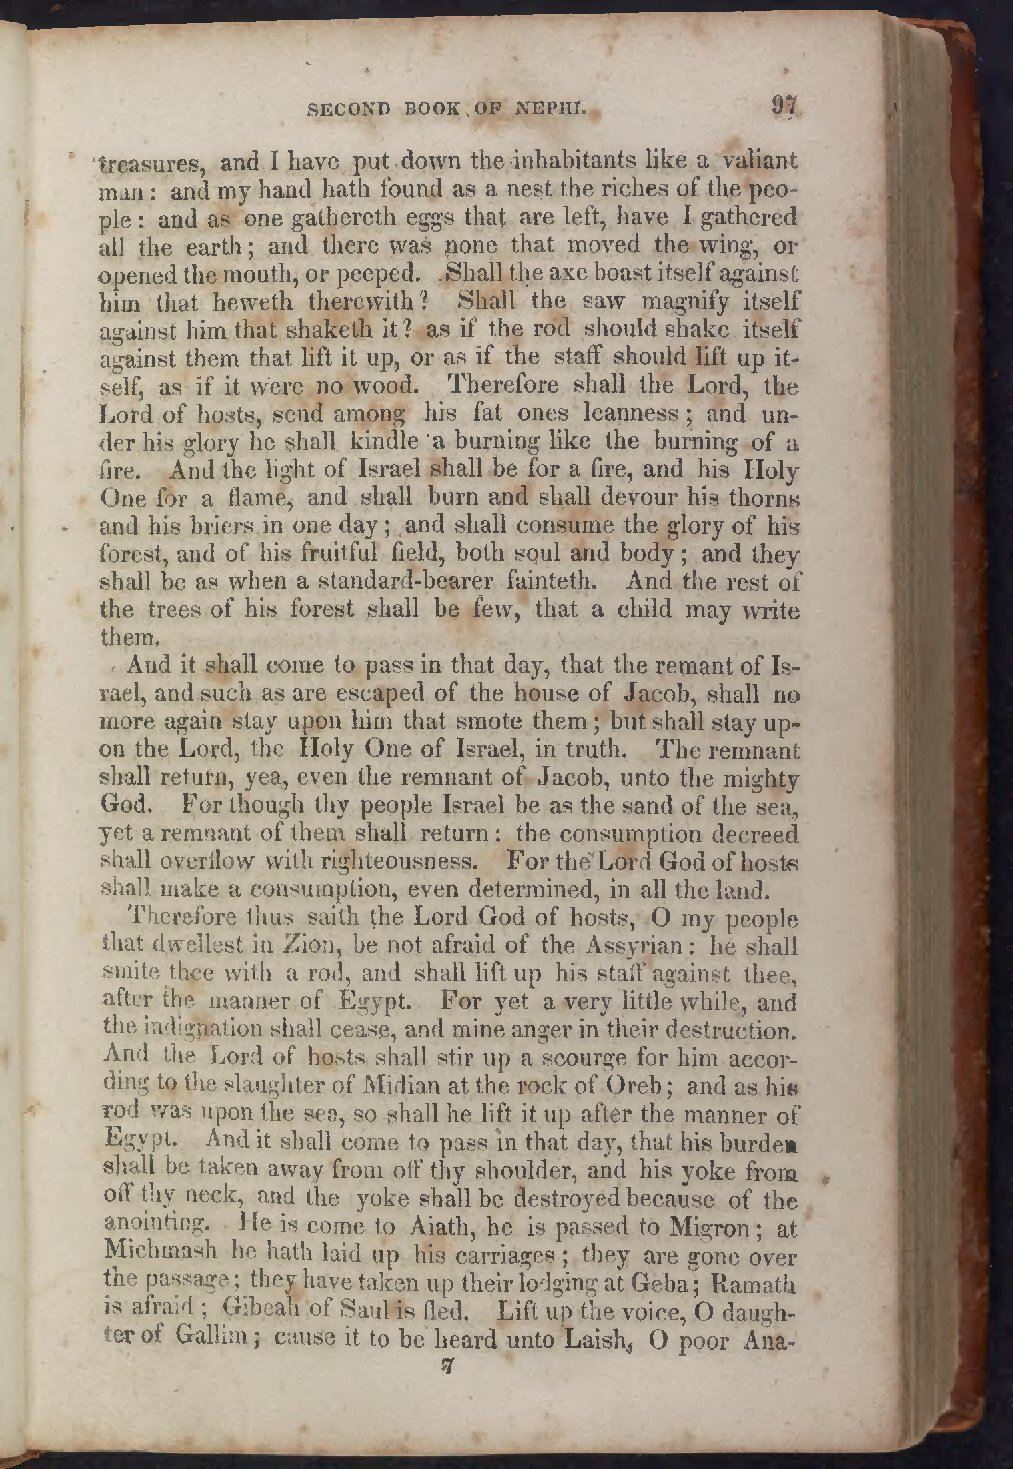 SECOND BOOK OF NEPHI. 97
treasures, and I have put down the inhabitants like a valiant
man: and my hand hath found as a nest the riches of the peo-
ple: and as one gathereth eggs that are left, have I gathered
all the earth; and there was none that moved the wing, or
opened the mouth, or peeped. Shall the axe boast itself against
him that heweth therewith? Shall the saw magnify itself
against him that shaketh it? as if the rod should shake itself
against them that lift it up, or as if the staff should lift up it-
self, as if it were no wood. Therefore shall the Lord, the
Lord of hosts, send among his fat ones leanness; and un-
der his glory he shall kindle a burning like the burning of a
fire. And the light of Israel shall be for a fire, and his Holy
One for a flame, and shall burn and shall devour his thorns
and his briers in one day; and shall consume the glory of his
forest, and of his fruitful field, both soul and body; and they
shall be as when a standard-bearer fainteth. And the rest of
the trees of his forest shall be few, that a child may write
them.
And it shall come to pass in that day, that the remant of Is-
rael, and such as are escaped of the house of Jacob, shall no
more again stay upon him that smote them; but shall stay up-
on the Lord, the Holy One of Israel, in truth. The remnant
shall return, yea, even the remnant of Jacob, unto the mighty
God. For though thy people Israel be as the sand of the sea,
yet a remnant of them shall return: the consumption decreed
shall overflow with righteousness. For the Lord God of hosts
shall make a consumption, even determined, in all the land.
Therefore thus saith the Lord God of hosts, O my people
that dwellest in Zion, be not afraid of the Assyrian: he shall
smite thee with a rod, and shall lift up his staff against thee,
after the manner of Egypt. For yet a very little while, and
the indignation shall cease, and mine anger in their destruction.
And the Lord of hosts shall stir up a scourge for him accor-
ding to the slaughter of Midian at the rock of Oreb; and as his
rod was upon the sea, so shall he lift it up after the manner of
Egypt. And it shall come to pass in that day, that his burden
shall be taken away from off thy shoulder, and his yoke from
off thy neck, and the yoke shall be destroyed because of the
anointing. He is come to Aiath, he is passed to Migron; at
Michmash he hath laid up his carriages; they are gone over
the passage; they have taken up their lodging at Geba; Ramath
is afraid; Gibeah of Saul is fled. Lift up the voice, O daugh-
ter of Gallim; cause it to be heard unto Laish, O poor Ana-
7